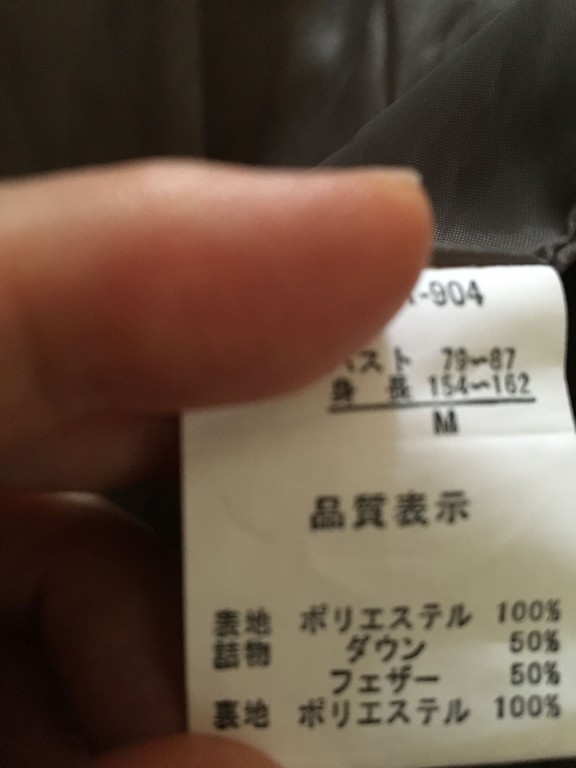 -904
バスト 79〜87
身長 154〜162
M
品質表示
表地 ポリエステル 100%
詰物 ダウン 50%
フェザー 50%
裏地 ポリエステル 100%